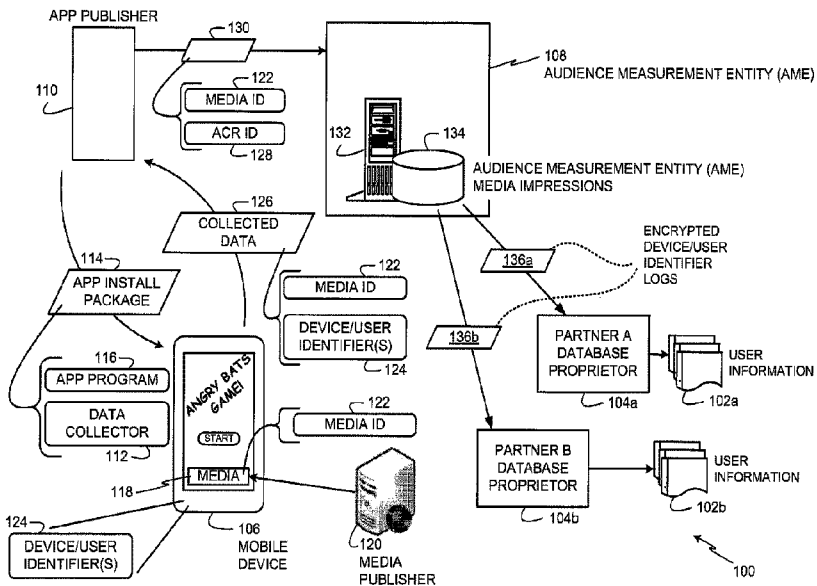 APP PUBLISHER
130
110
122
MEDIA ID
ACR ID
128
108
AUDIENCE MEASUREMENT ENTITY (AME)
132
134
AUDIENCE MEASUREMENT ENTITY (AME)
MEDIA IMPRESSIONS
126
COLLECTED
DATA
114
APP INSTALL
PACKAGE
122
MEDIA ID
DEVICE/USER
IDENTIFIER(S)
124
136a
136b
ENCRYPTED
DEVICE/USER
IDENTIFIER
LOGS
116
APP PROGRAM
DATA
COLLECTOR
112
ANGRY BATS
GAME!
START
MEDIA
118
122
MEDIA ID
PARTNER A
DATABASE
PROPRIETOR
104a
USER
INFORMATION
102a
PARTNER B
DATABASE
PROPRIETOR
104b
USER
INFORMATION
102b
124
DEVICE/USER
IDENTIFIER(S)
106
MOBILE
DEVICE
120
MEDIA
PUBLISHER
100